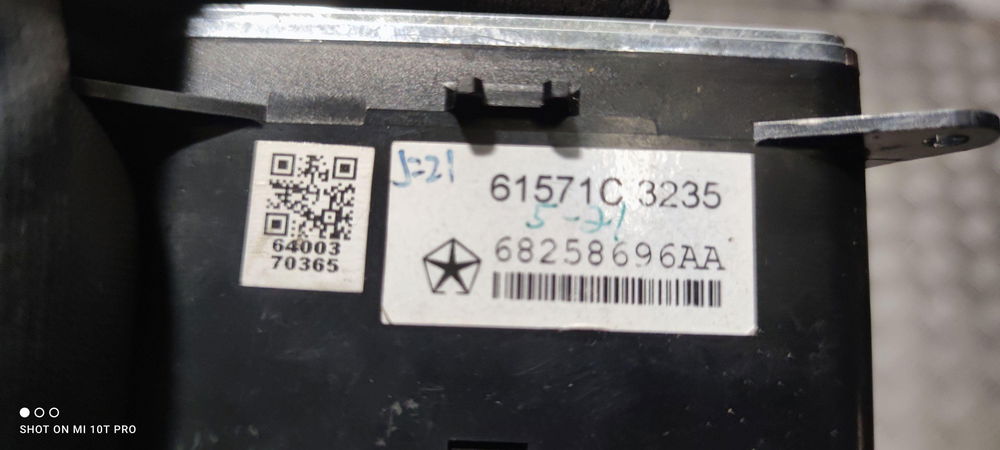 J=21
61571C 3235
5-21
68258696AA
64003
70365
SHOT ON MI 10T PRO